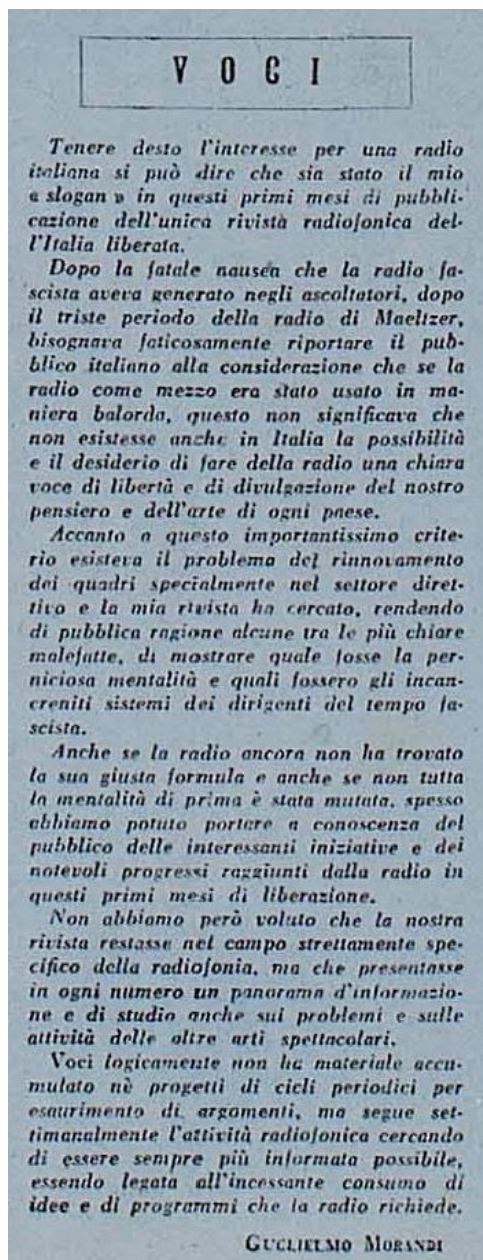 VOCI
Tenere desto l'interesse per una radio
italiana si può dire che sia stato il mio
« slogan » in questi primi mesi di pubbli-
cazione dell'unica rivista radiofonica del-
l'Italia liberata.
Dopo la fatale nausea che la radio fa-
scista aveva generato negli ascoltatori, dopo
il triste periodo della radio di Maeltzer,
bisognava faticosamente riportare il pub-
blico italiano alla considerazione che se la
radio come mezzo era stato usato in ma-
niera balorda, questo non significava che
non esistesse anche in Italia la possibilità
e il desiderio di fare della radio una chiara
voce di libertà e di divulgazione del nostro
pensiero e dell'arte di ogni paese.
Accanto a questo importantissimo crite-
rio esisteva il problema del rinnovamento
dei quadri specialmente nel settore diret-
tivo e la mia rivista ha cercato, rendendo
di pubblica ragione alcune tra le più chiare
malefatte, di mostrare quale fosse la per-
niciosa mentalità e quali fossero gli incan-
creniti sistemi dei dirigenti del tempo fa-
scista.
Anche se la radio ancora non ha trovato
la sua giusta formula e anche se non tutta
la mentalità di prima è stata mutata, spesso
abbiamo potuto portare a conoscenza del
pubblico delle interessanti iniziative e dei
notevoli progressi raggiunti dalla radio in
questi primi mesi di liberazione.
Non abbiamo però voluto che la nostra
rivista restasse nel campo strettamente spe-
cifico della radiofonia, ma che presentasse
in ogni numero un panorama d'informazio-
ne e di studio anche sui problemi e sulle
attività delle altre arti spettacolari.
Voci logicamente non ha materiale accu-
mulato nè progetti di cicli periodici per
esaurimento di argomenti, ma segue set-
timanalmente l'attività radiofonica cercando
di essere sempre più informata possibile,
essendo legata all'incessante consumo di
idee e di programmi che la radio richiede.
GUGLIELMO MORANDI